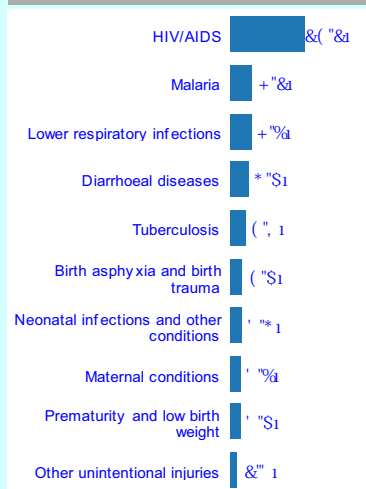 HIV/AIDS &( "&ı
Malaria + "&ı
Lower respiratory infections + "%ı
Diarrhoeal diseases * "$ı
Tuberculosis ( ", ı
Birth asphyxia and birth
trauma ( "$ı
Neonatal infections and other
conditions ' "* ı
Maternal conditions ' "%ı
Prematurity and low birth
weight ' "$ı
Other unintentional injuries &"' ı